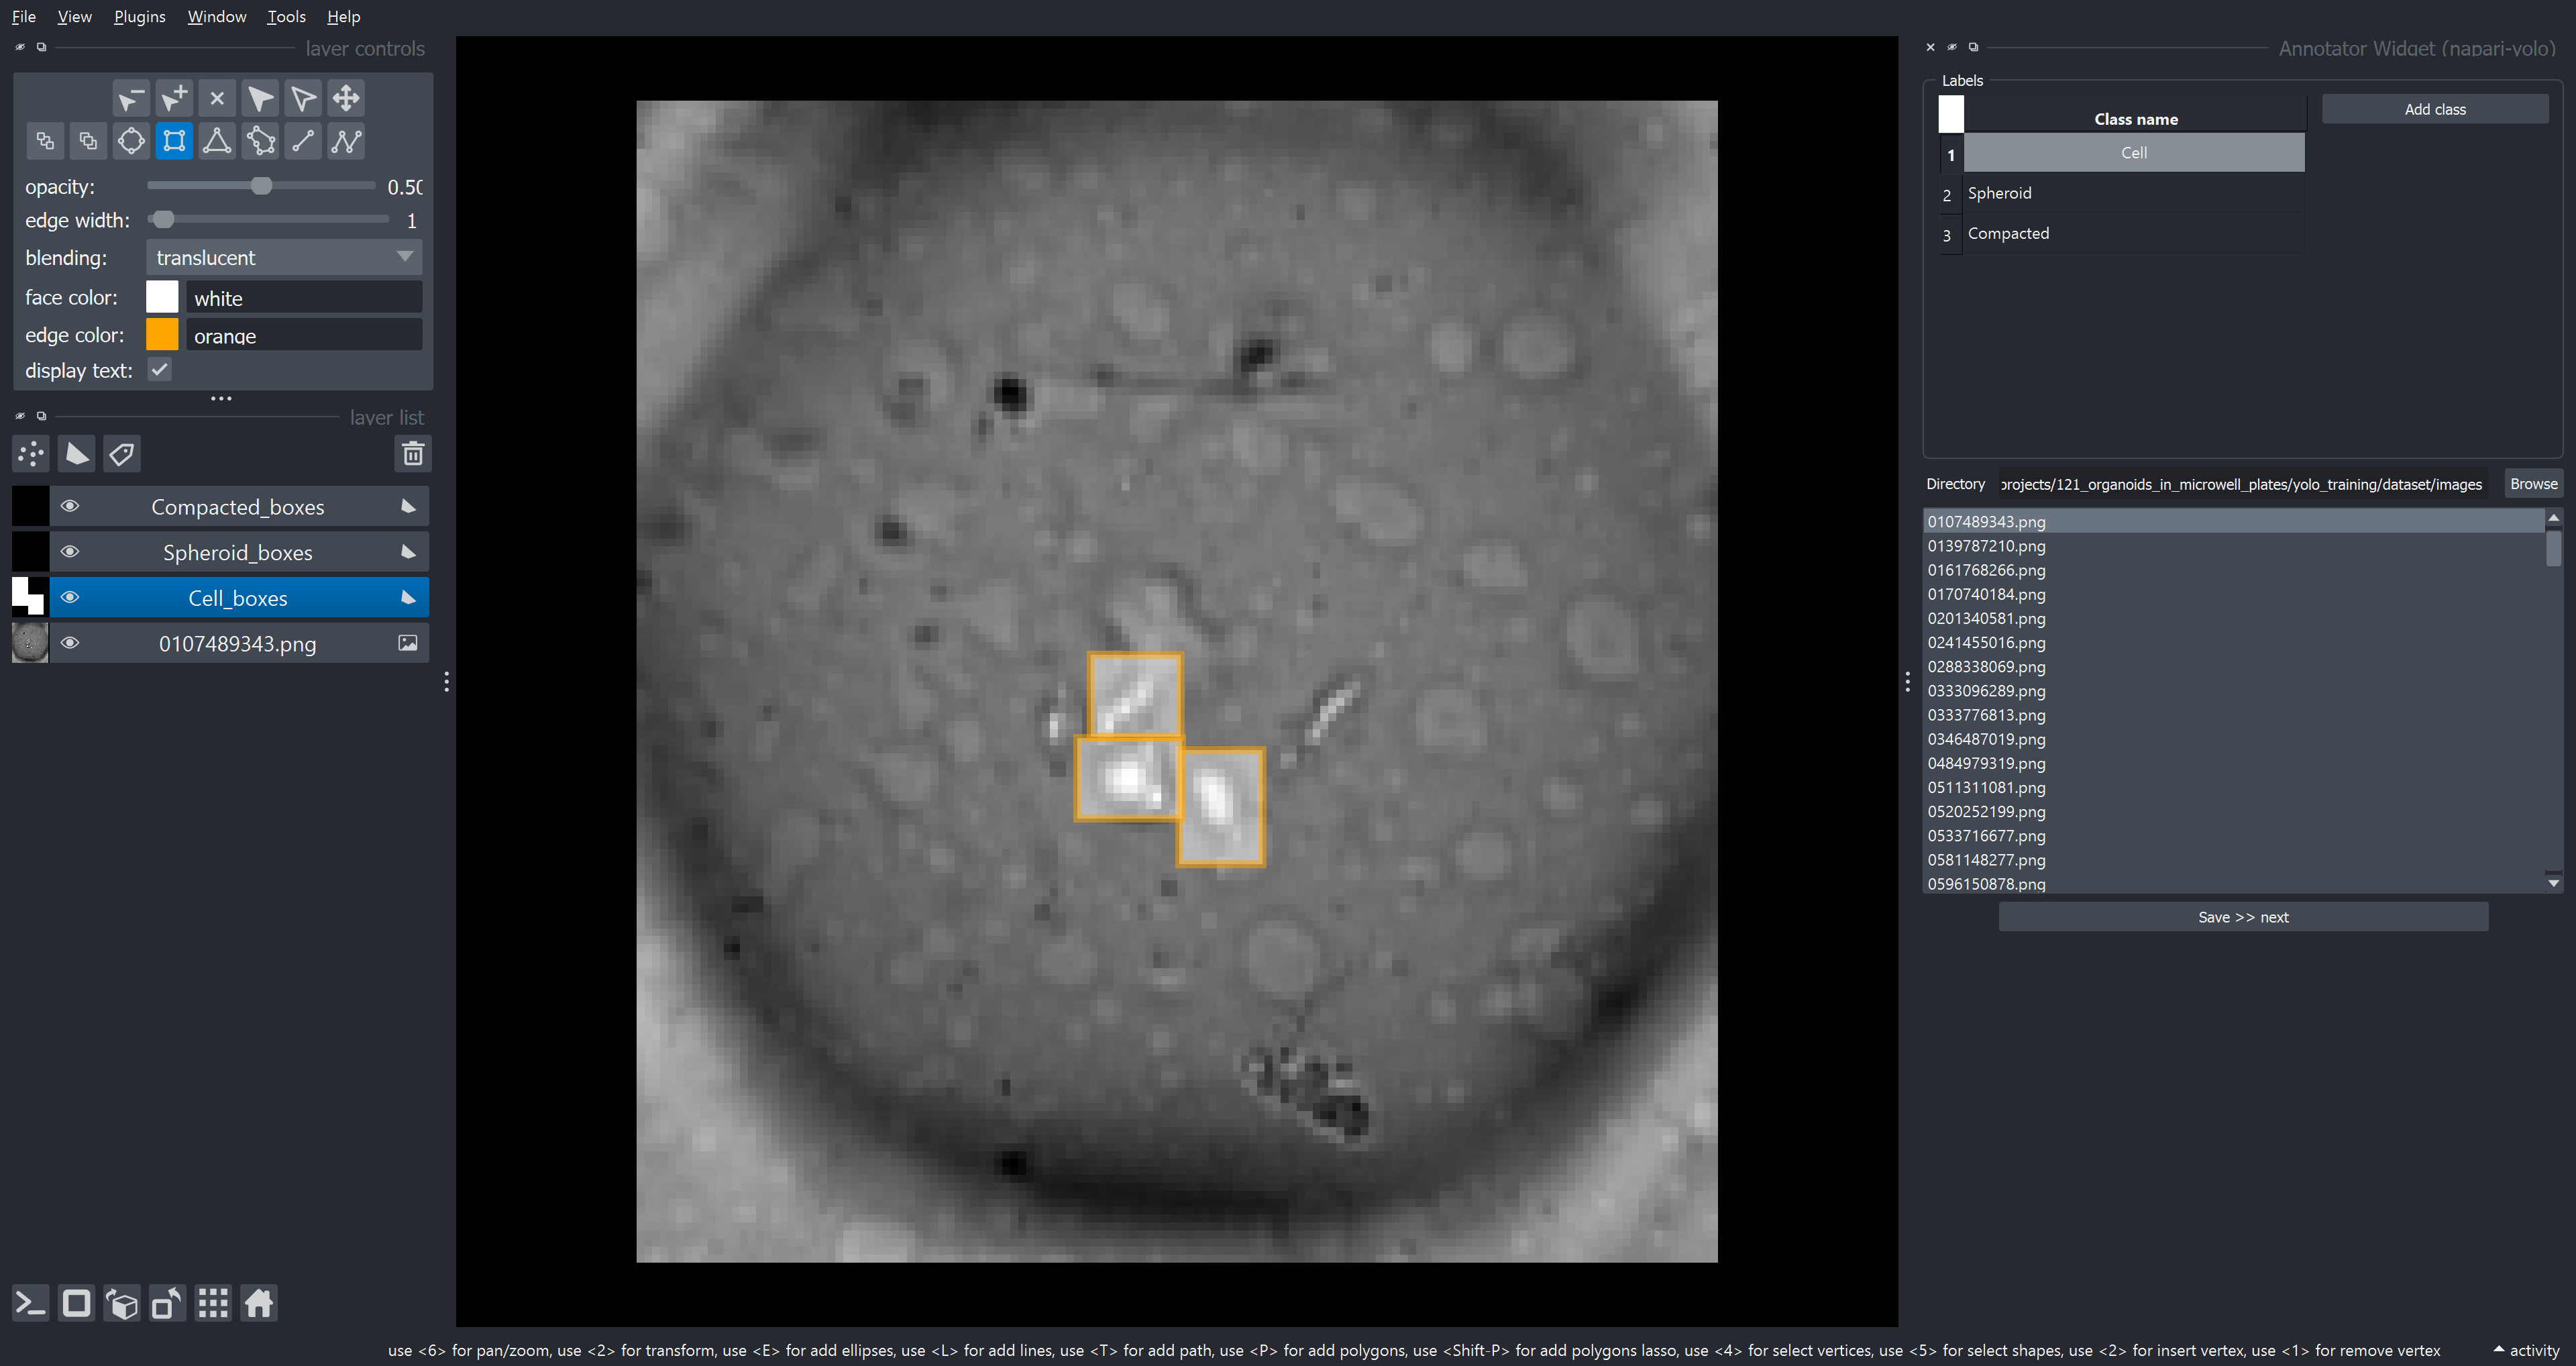 File View Plugins Window Tools Help
layer controls
opacity: 0.50
edge width: 1
blending: translucent
face color: white
edge color: orange
display text:
layer list
Compacted_boxes
Spheroid_boxes
Cell_boxes
0107489343.png
Annotator Widget (napari-yolo)
Labels
Class name
Add class
1 Cell
2 Spheroid
3 Compacted
Directory projects/121_organoids_in_microwell_plates/yolo_training/dataset/images Browse
0107489343.png
0139787210.png
0161768266.png
0170740184.png
0201340581.png
0241455016.png
0288338069.png
0333096289.png
0333776813.png
0346487019.png
0484979319.png
0511311081.png
0520252199.png
0533716677.png
0581148277.png
0596150878.png
Save >> next
use <6> for pan/zoom, use <2> for transform, use <E> for add ellipses, use <L> for add lines, use <T> for add path, use <P> for add polygons, use <Shift-P> for add polygons lasso, use <4> for select vertices, use <5> for select shapes, use <2> for insert vertex, use <1> for remove vertex activity